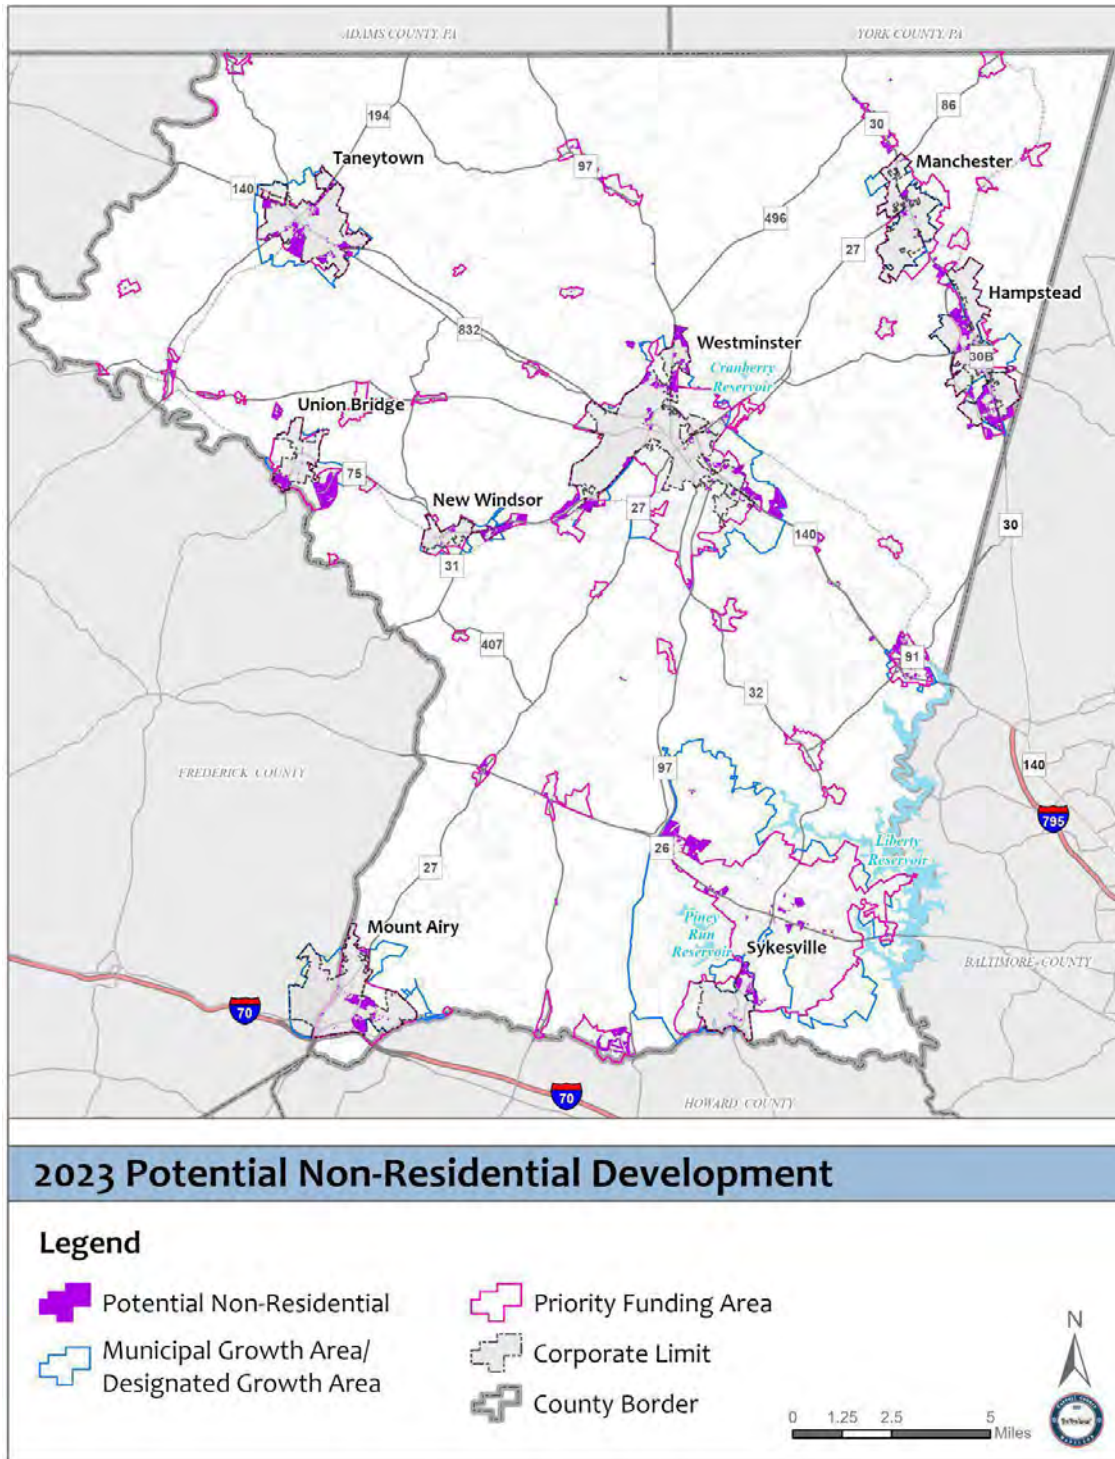 ADAMS COUNTY, PA
YORK COUNTY, PA
194
30
86
Taneytown
97
Manchester
140
496
27
Hampstead
832
Westminster
30B
Cranberry
Reservoir
Union Bridge
75
New Windsor
27
30
140
31
407
91
32
FREDERICK COUNTY
97
140
795
26
Liberty
Reservoir
27
Mount Airy
Piney
Run
Reservoir
Sykesville
BALTIMORE COUNTY
70
70
HOWARD COUNTY
2023 Potential Non-Residential Development
Legend
Potential Non-Residential
Priority Funding Area
Municipal Growth Area/
Designated Growth Area
Corporate Limit
County Border
N
0 1.25 2.5 5
Miles